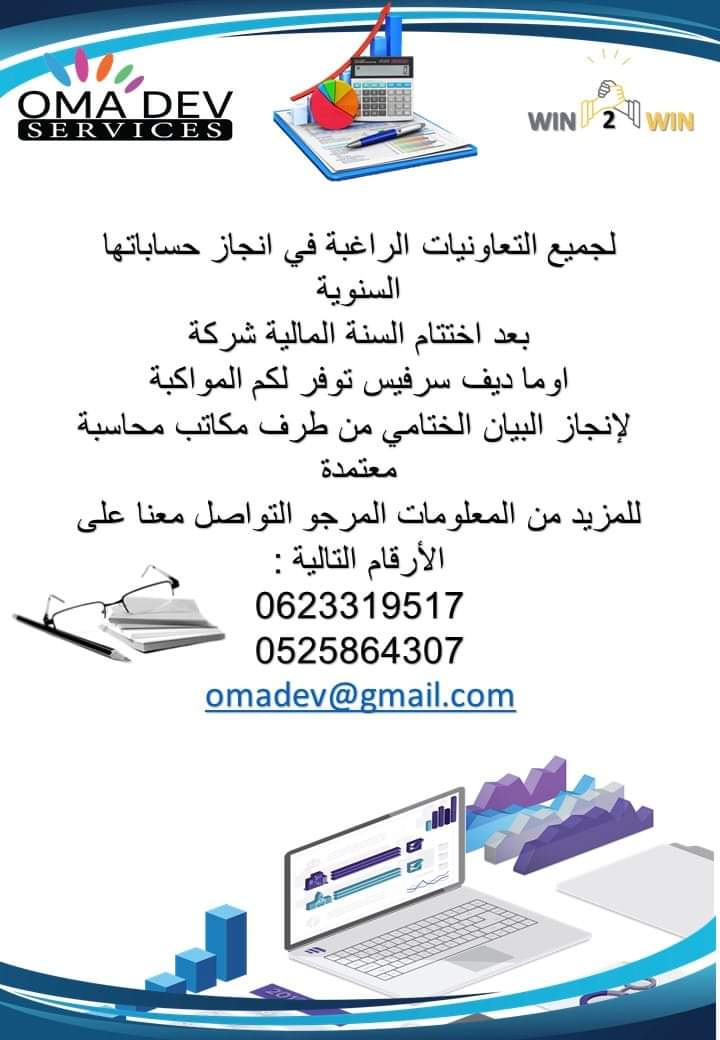 OMA DEV
SERVICES
WIN 2 WIN
لجميع التعاونيات الراغبة في انجاز حساباتها
السنوية
بعد اختتام السنة المالية شركة
اوما ديف سرفيس توفر لكم المواكبة
لإنجاز البيان الختامي من طرف مكاتب محاسبة
معتمدة
للمزيد من المعلومات المرجو التواصل معنا على
الأرقام التالية :
0623319517
0525864307
omadev@gmail.com